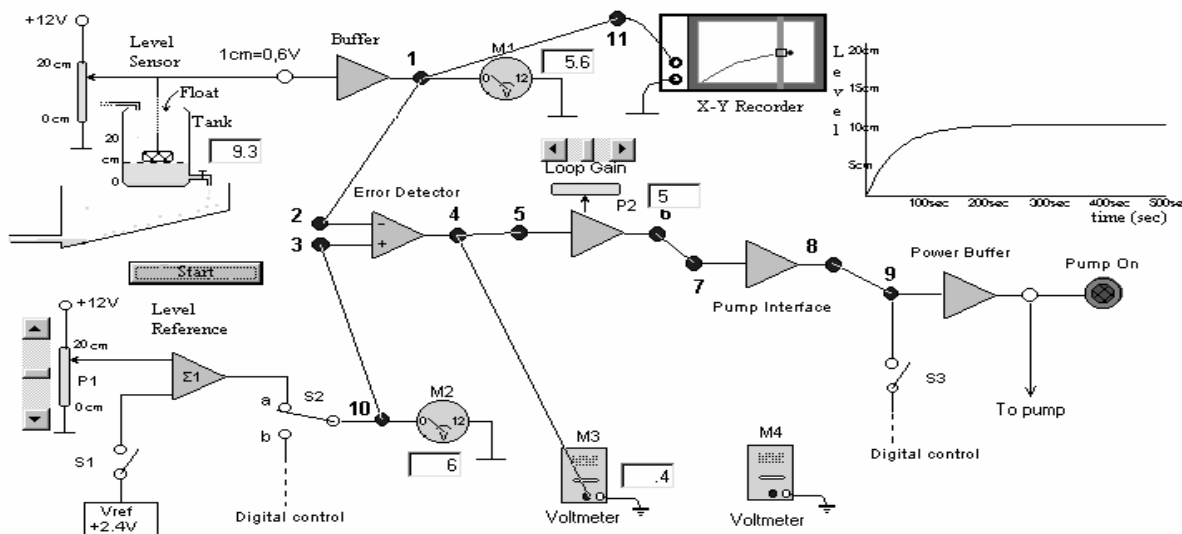 +12V
Level
Sensor
20 cm
0 cm
1cm=0,6V
Buffer
1
M1
0 12
V
5.6
11
X-Y Recorder
Level
20cm
15cm
10cm
5cm
100sec
200sec
300sec
400sec
500se
time (sec)
Float
Tank
20
cm
0
9.3
Loop Gain
P2
5
Error Detector
2
3
−
+
4
5
6
7
Pump Interface
8
9
Power Buffer
Pump On
To pump
S3
Digital control
Start
+12V
Level
Reference
20 cm
P1
0 cm
Σ1
S1
Vref
+2.4V
a
S2
b
Digital control
10
M2
0 12
V
6
M3
.4
Voltmeter
M4
Voltmeter